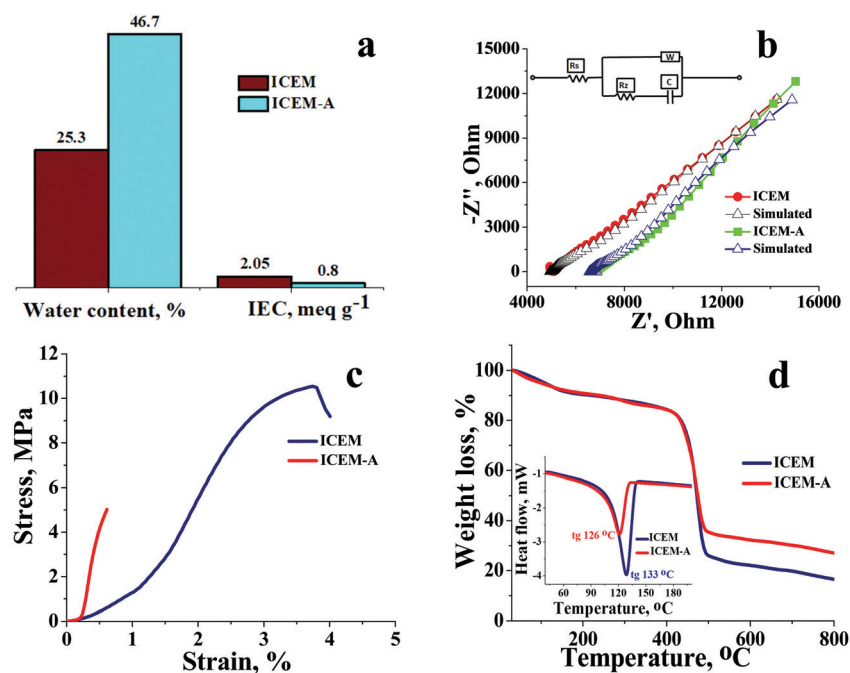 a
46.7
25.3
ICEM
ICEM-A
2.05
0.8
Water content, %
IEC, meq g-1
b
15000
12000
9000
6000
3000
0
-Z'', Ohm
Rs
W
Rz
C
ICEM
Simulated
ICEM-A
Simulated
4000 8000 12000 16000
Z', Ohm
c
12
10
8
6
4
2
0
Stress, MPa
ICEM
ICEM-A
0 1 2 3 4 5
Strain, %
d
100
80
60
40
20
0
Weight loss, %
ICEM
ICEM-A
-1
-2
-3
-4
Heat flow, mW
tg 126 °C
ICEM
ICEM-A
tg 133 °C
60 90 120 150 180
Temperature, °C
200 400 600 800
Temperature, °C